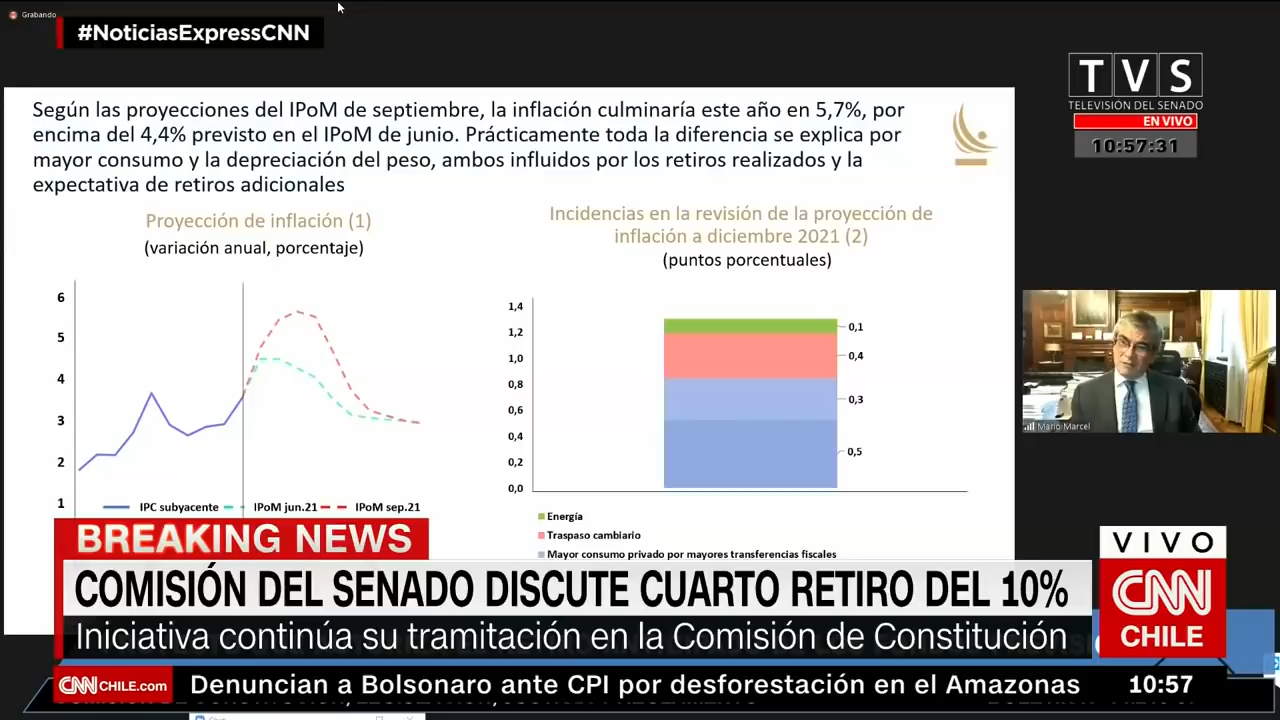 Grabando
#NoticiasExpressCNN
TVS
TELEVISIÓN DEL SENADO
EN VIVO
10:57:31
Según las proyecciones del IPoM de septiembre, la inflación culminaría este año en 5,7%, por
encima del 4,4% previsto en el IPoM de junio. Prácticamente toda la diferencia se explica por
mayor consumo y la depreciación del peso, ambos influidos por los retiros realizados y la
expectativa de retiros adicionales
Proyección de inflación (1)
(variación anual, porcentaje)
6
5
4
3
2
1
IPC subyacente IPoM jun.21 IPoM sep.21
Incidencias en la revisión de la proyección de
inflación a diciembre 2021 (2)
(puntos porcentuales)
1,4
1,2
1,0
0,8
0,6
0,4
0,2
0,0
0,1
0,4
0,3
0,5
Energía
Traspaso cambiario
Mayor consumo privado por mayores transferencias fiscales
Mario Marcel
BREAKING NEWS
COMISIÓN DEL SENADO DISCUTE CUARTO RETIRO DEL 10%
Iniciativa continúa su tramitación en la Comisión de Constitución
VIVO
CNN
CHILE
CNNCHILE.com
Denuncian a Bolsonaro ante CPI por desforestación en el Amazonas
10:57